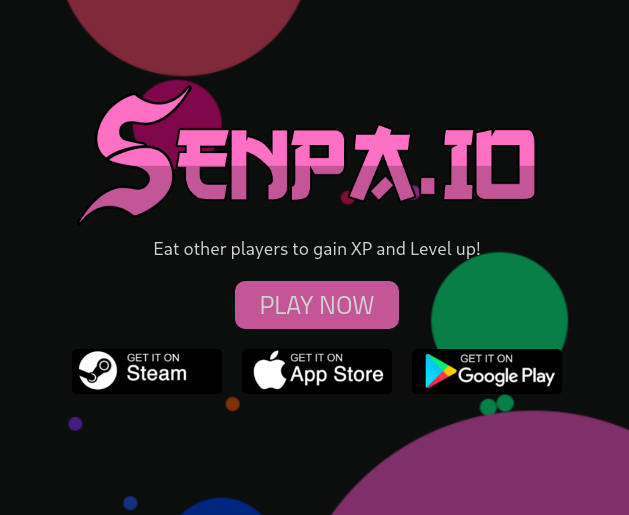 SENPA.IO
Eat other players to gain XP and Level up!
PLAY NOW
GET IT ON
Steam
GET IT ON
App Store
GET IT ON
Google Play